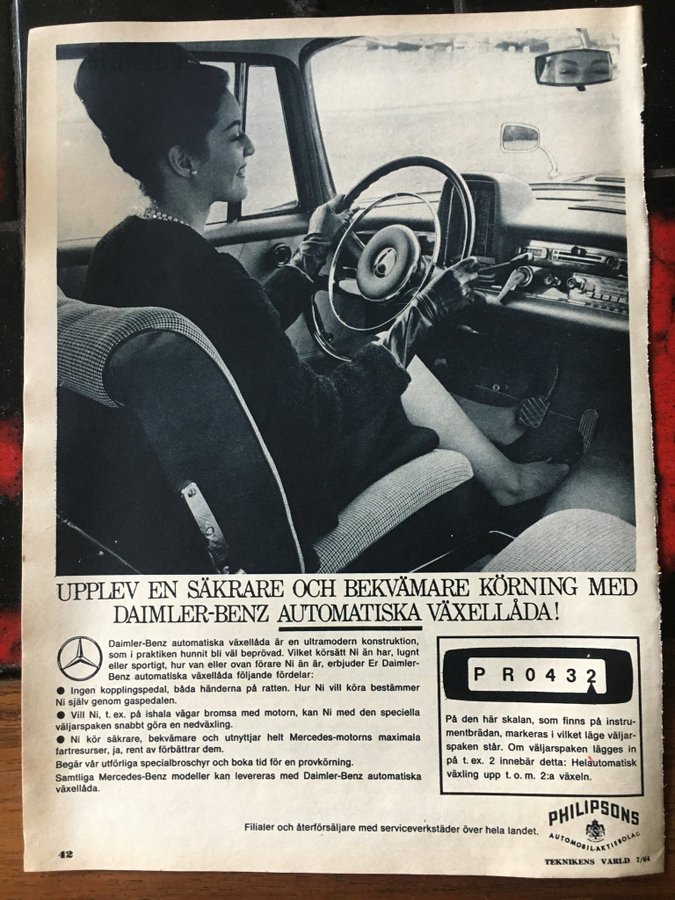 UPPLEV EN SÄKRARE OCH BEKVÄMARE KÖRNING MED
DAIMLER-BENZ AUTOMATISKA VÄXELLÅDA!
Daimler-Benz automatiska växellåda är en ultramodern konstruktion,
som i praktiken hunnit bli väl beprövad. Vilket körsätt Ni än har, lugnt
eller sportigt, hur van eller ovan förare Ni än är, erbjuder Er Daimler-
Benz automatiska växellåda följande fördelar:
● Ingen kopplingspedal, båda händerna på ratten. Hur Ni vill köra bestämmer
Ni själv genom gaspedalen.
● Vill Ni, t. ex. på ishala vägar bromsa med motorn, kan Ni med den speciella
väljarspaken snabbt göra en nedväxling.
● Ni kör säkrare, bekvämare och utnyttjar helt Mercedes-motorns maximala
fartresurser, ja, rent av förbättrar dem.
Begär vår utförliga specialbroschyr och boka tid för en provkörning.
Samtliga Mercedes-Benz modeller kan levereras med Daimler-Benz automatiska
växellåda.
P R 0 4 3 2
På den här skalan, som finns på instru-
mentbrädan, markeras i vilket läge väljar-
spaken står. Om väljarspaken lägges in
på t. ex. 2 innebär detta: Helautomatisk
växling upp t. o. m. 2:a växeln.
Filialer och återförsäljare med serviceverkstäder över hela landet.
PHILIPSONS
AUTOMOBIL-AKTIEBOLAG
42
TEKNIKENS VÄRLD 7/64